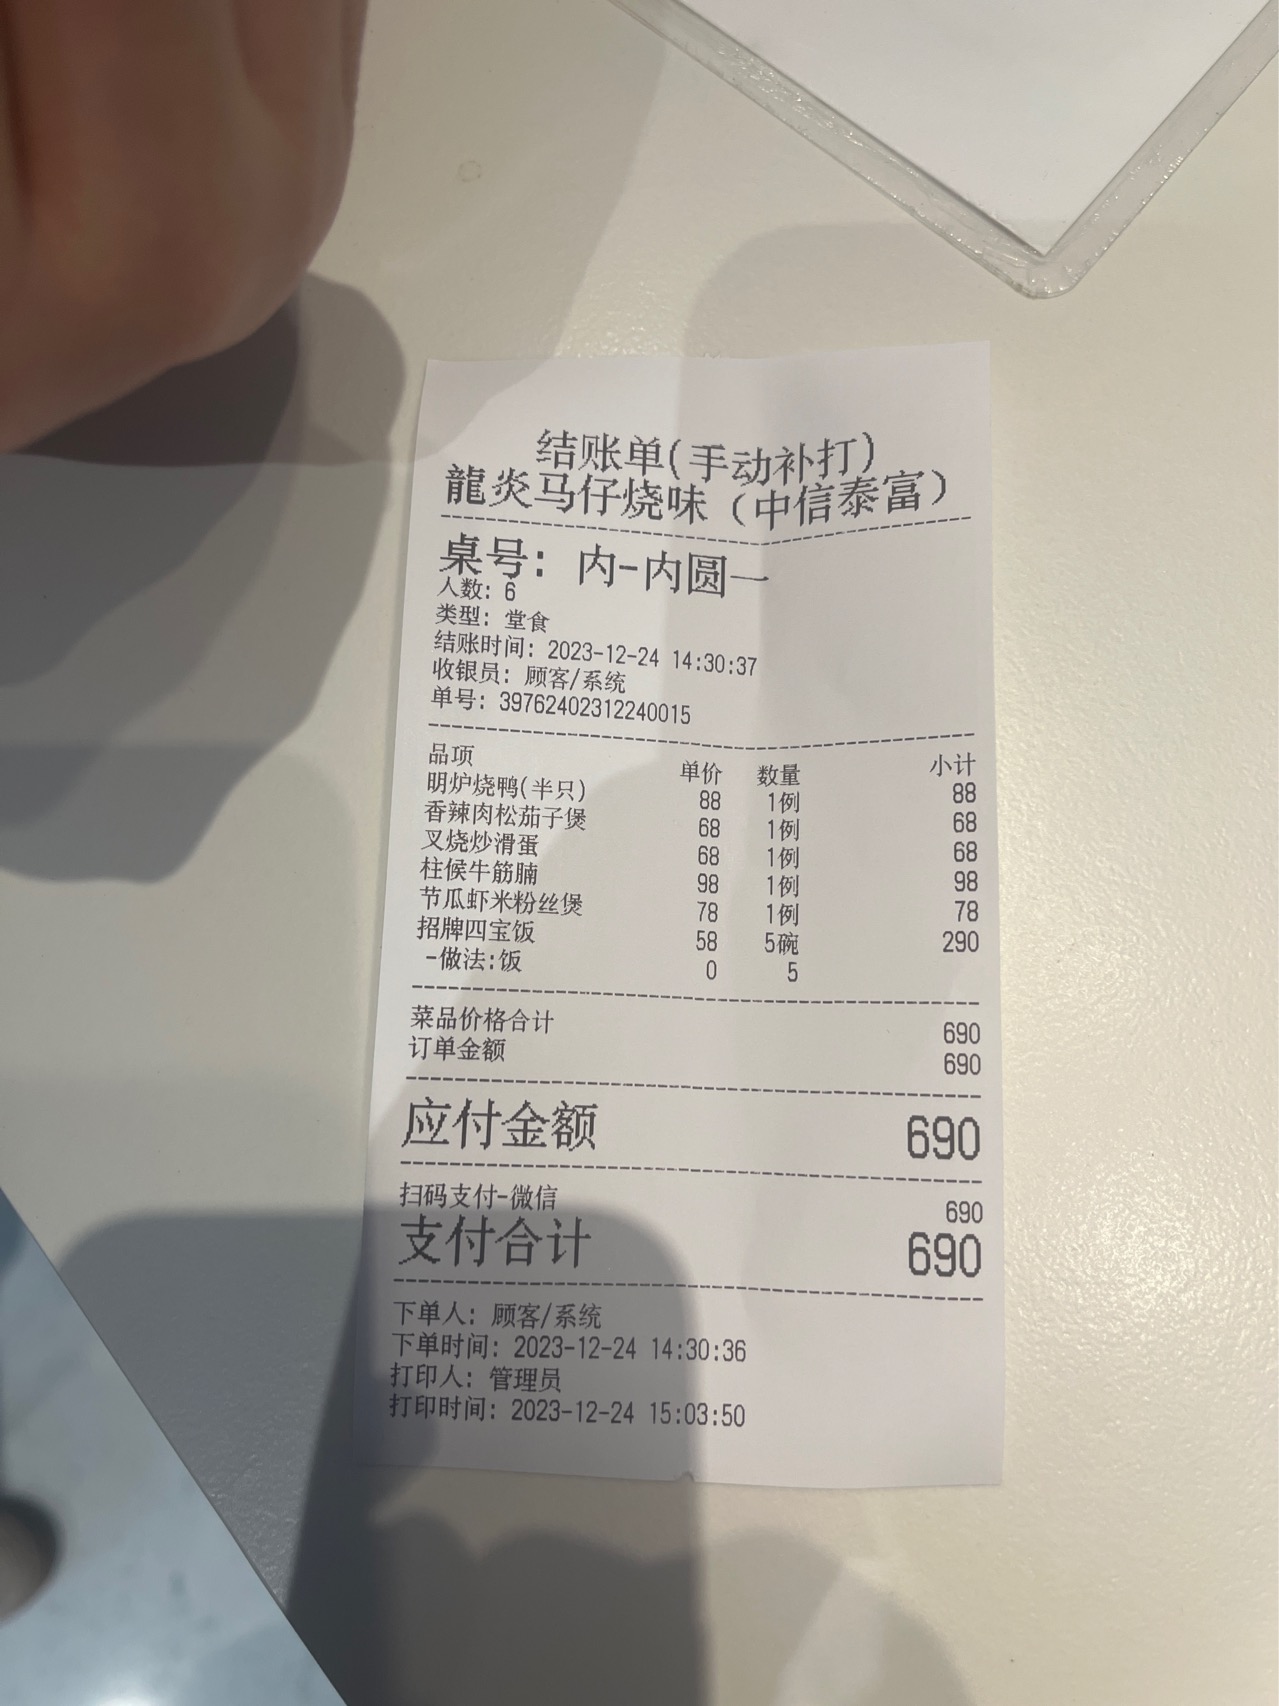 结账单(手动补打)
龍炎马仔烧味（中信泰富）
桌号: 内-内圆一
人数: 6
类型: 堂食
结账时间: 2023-12-24 14:30:37
收银员: 顾客/系统
单号: 39762402312240015
品项 单价 数量 小计
明炉烧鸭(半只) 88 1例 88
香辣肉松茄子煲 68 1例 68
叉烧炒滑蛋 68 1例 68
柱候牛筋腩 98 1例 98
节瓜虾米粉丝煲 78 1例 78
招牌四宝饭 58 5碗 290
-做法:饭 0 5
菜品价格合计 690
订单金额 690
应付金额 690
扫码支付-微信 690
支付合计 690
下单人: 顾客/系统
下单时间: 2023-12-24 14:30:36
打印人: 管理员
打印时间: 2023-12-24 15:03:50